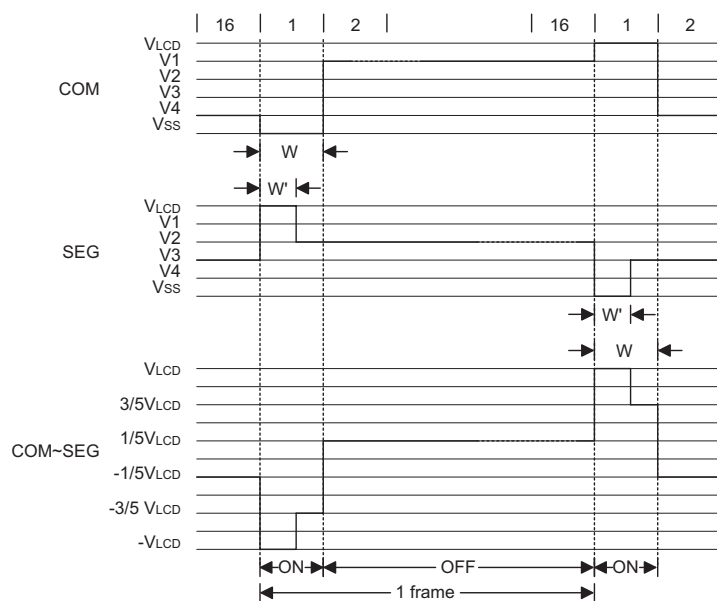 16 1 2 16 1 2
VLCD
V1
V2
COM
V3
V4
VSS
W
W'
VLCD
V1
V2
SEG
V3
V4
VSS
W'
W
VLCD
3/5VLCD
1/5VLCD
COM~SEG
-1/5VLCD
-3/5 VLCD
-VLCD
ON OFF ON
1 frame